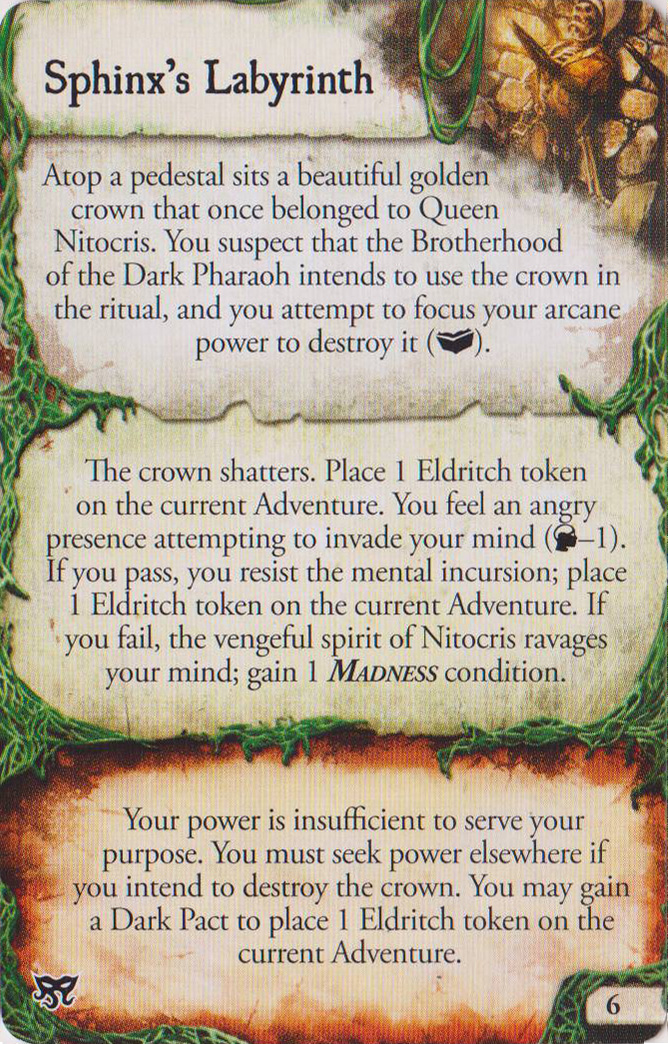 Sphinx's Labyrinth
Atop a pedestal sits a beautiful golden
crown that once belonged to Queen
Nitocris. You suspect that the Brotherhood
of the Dark Pharaoh intends to use the crown in
the ritual, and you attempt to focus your arcane
power to destroy it ( ).
The crown shatters. Place 1 Eldritch token
on the current Adventure. You feel an angry
presence attempting to invade your mind ( –1).
If you pass, you resist the mental incursion; place
1 Eldritch token on the current Adventure. If
you fail, the vengeful spirit of Nitocris ravages
your mind; gain 1 MADNESS condition.
Your power is insufficient to serve your
purpose. You must seek power elsewhere if
you intend to destroy the crown. You may gain
a Dark Pact to place 1 Eldritch token on the
current Adventure.
6